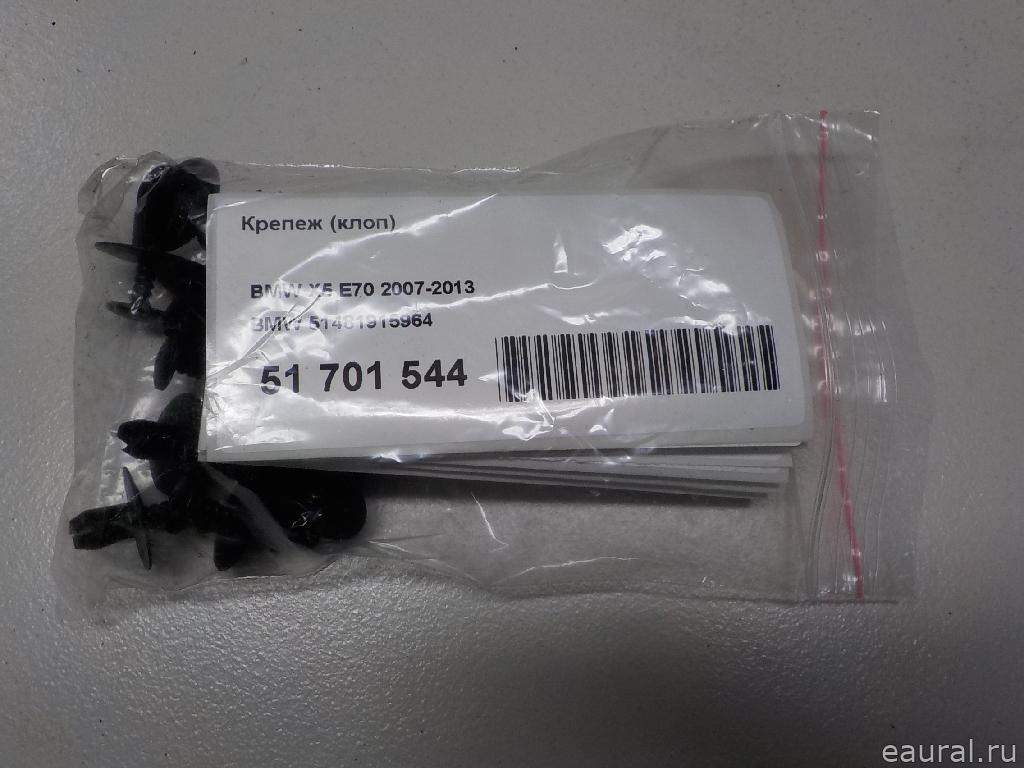 Крепеж (клоп)
BMW X5 E70 2007-2013
BMW 51481915964
51 701 544
eaural.ru